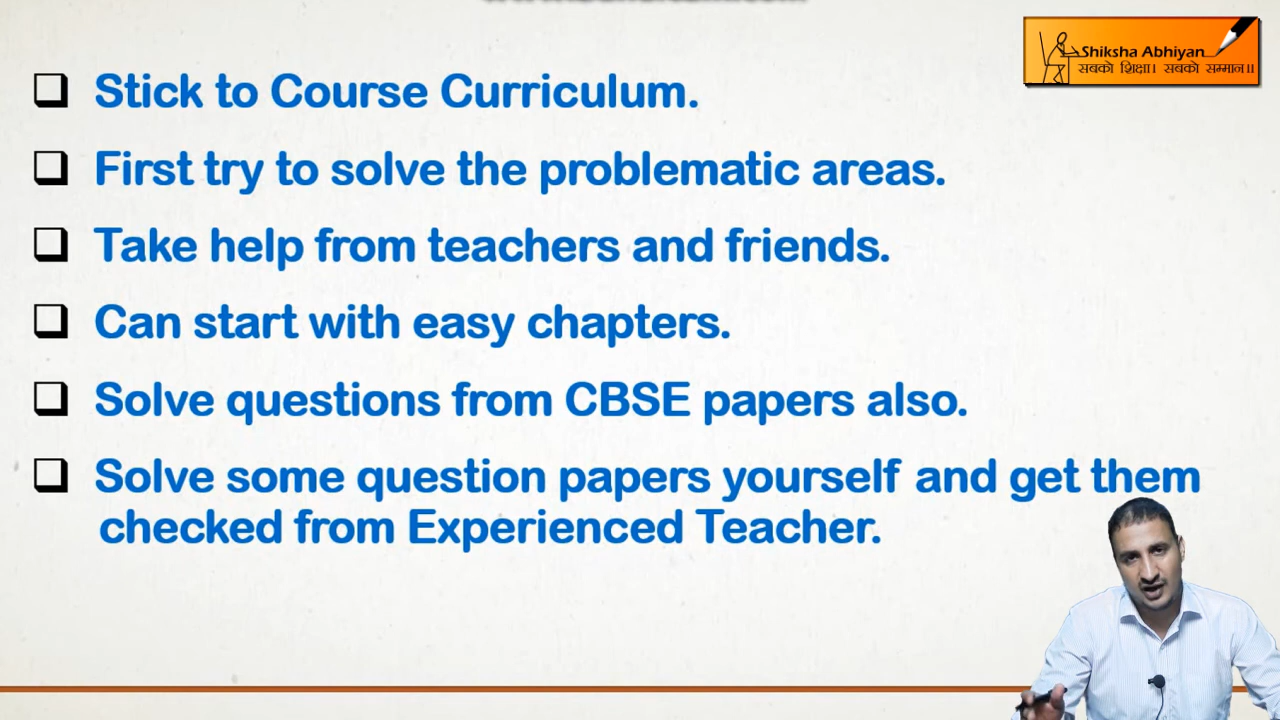 Shiksha Abhiyan
सबको शिक्षा। सबको सम्मान॥
Stick to Course Curriculum.
First try to solve the problematic areas.
Take help from teachers and friends.
Can start with easy chapters.
Solve questions from CBSE papers also.
Solve some question papers yourself and get them
checked from Experienced Teacher.